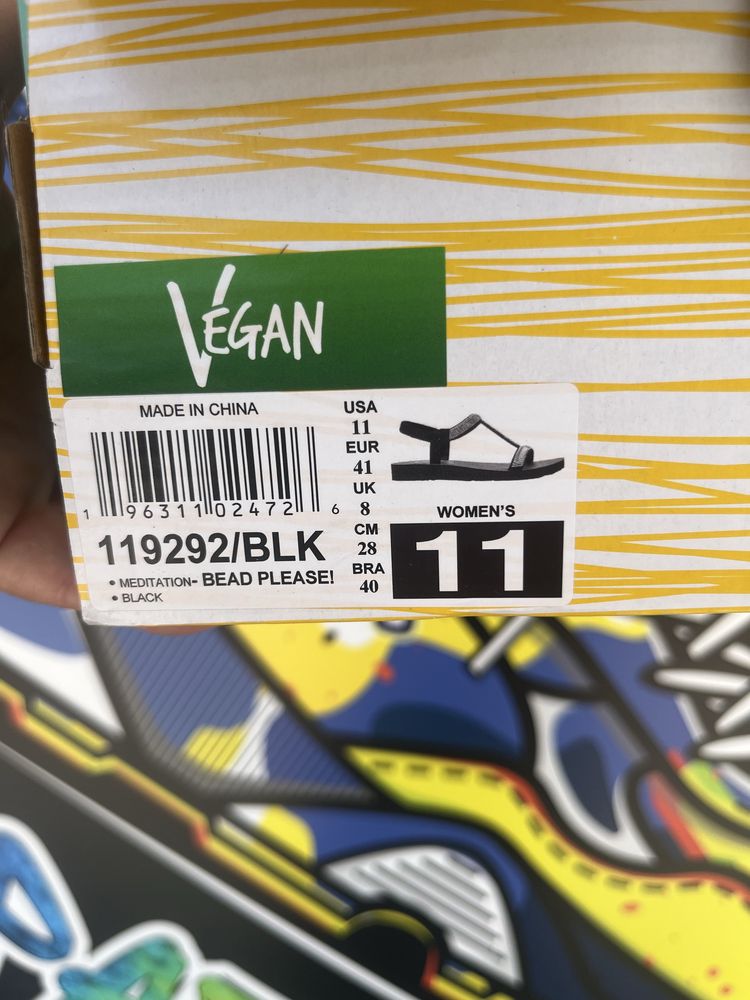 VEGAN
MADE IN CHINA
1 96311 02472 6
119292/BLK
• MEDITATION- BEAD PLEASE!
• BLACK
USA
11
EUR
41
UK
8
CM
28
BRA
40
WOMEN'S
11